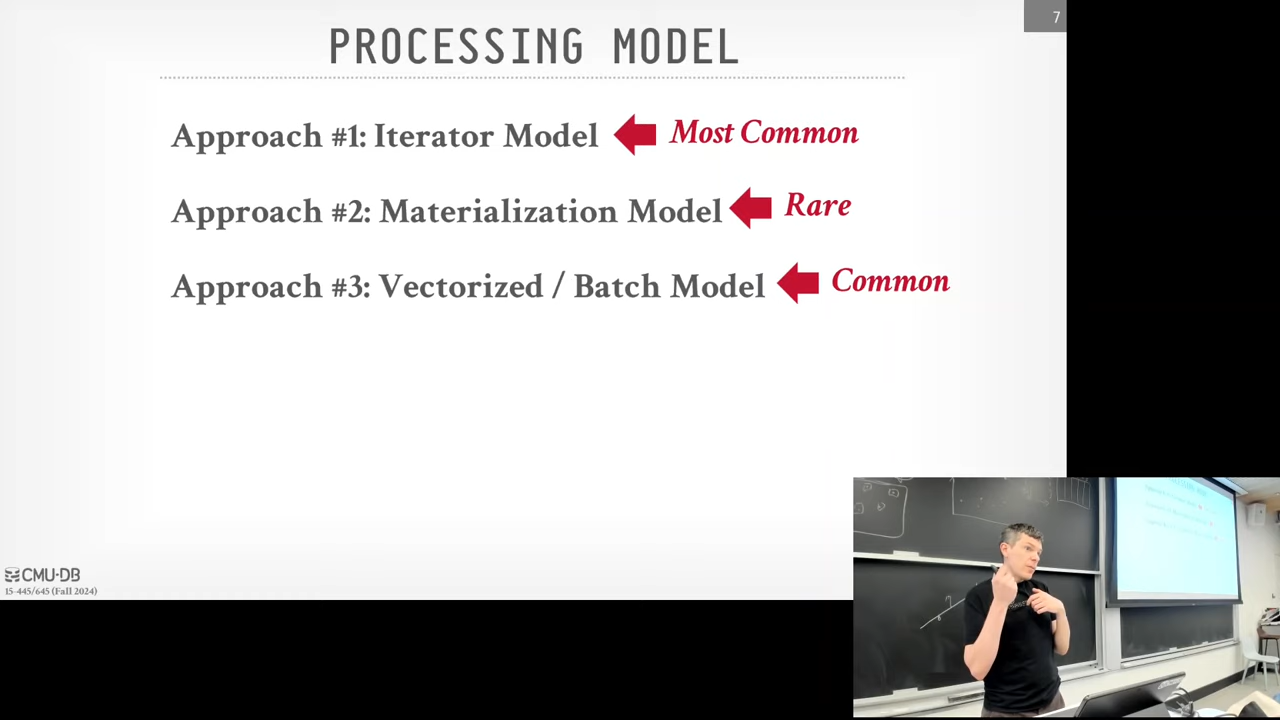 7
PROCESSING MODEL
Approach #1: Iterator Model
Most Common
Approach #2: Materialization Model
Rare
Approach #3: Vectorized / Batch Model
Common
CMU·DB
15-445/645 (Fall 2024)